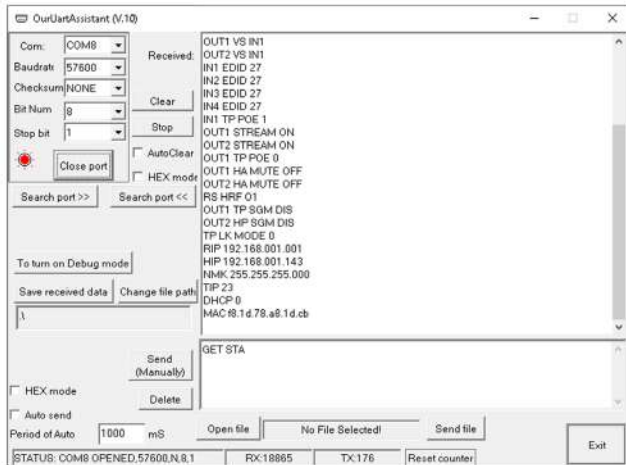 OurUartAssistant (V.10)
Com: COM8
Baudrate 57600
Checksum NONE
Bit Num 8
Stop bit 1
Close port
Search port >>
Search port <<
Received:
Clear
Stop
AutoClear
HEX mode
To turn on Debug mode
Save received data
Change file path
.\
OUT1 VS IN1
OUT2 VS IN1
IN1 EDID 27
IN2 EDID 27
IN3 EDID 27
IN4 EDID 27
IN1 TP POE 1
OUT1 STREAM ON
OUT2 STREAM ON
OUT1 TP POE 0
OUT1 HA MUTE OFF
OUT2 HA MUTE OFF
RS HRF O1
OUT1 TP SGM DIS
OUT2 HP SGM DIS
TP LK MODE 0
RIP 192.168.001.001
HIP 192.168.001.143
NMK 255.255.255.000
TIP 23
DHCP 0
MAC f8.1d.78.a8.1d.cb
GET STA
Send
(Manually)
HEX mode
Delete
Auto send
Period of Auto 1000 mS
Open file
No File Selected!
Send file
Exit
STATUS: COM8 OPENED,57600,N,8,1
RX:18865
TX:176
Reset counter